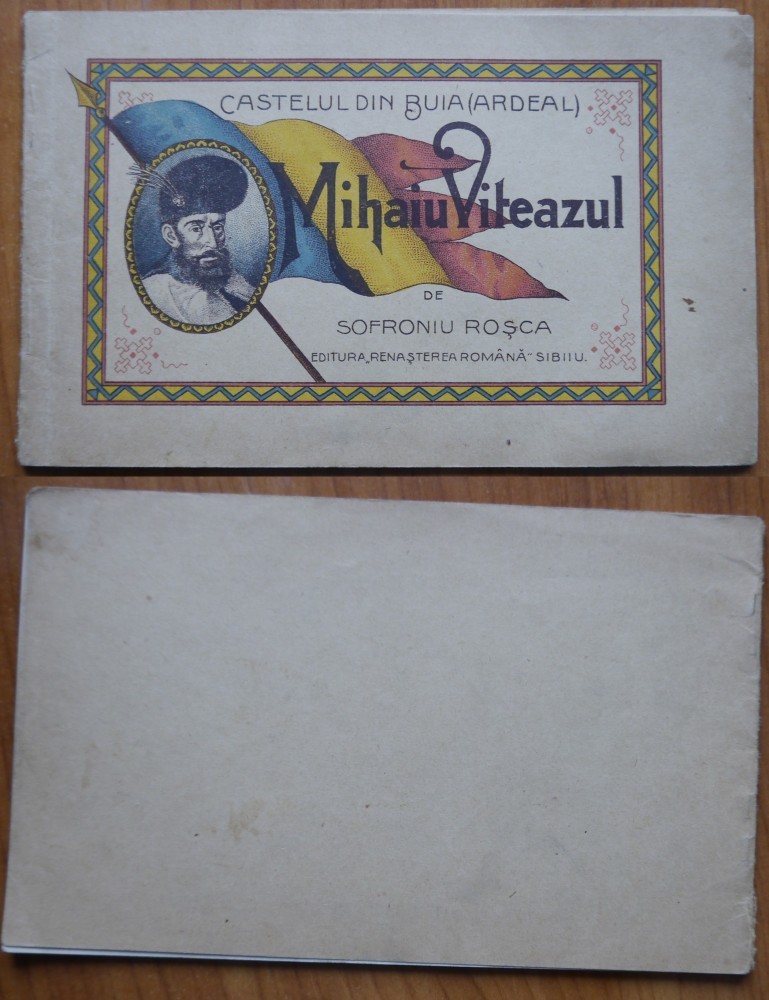 CASTELUL DIN BUIA (ARDEAL)
Mihaiu Viteazul
DE
SOFRONIU ROȘCA
EDITURA „RENAȘTEREA ROMÂNĂ" SIBIIU.